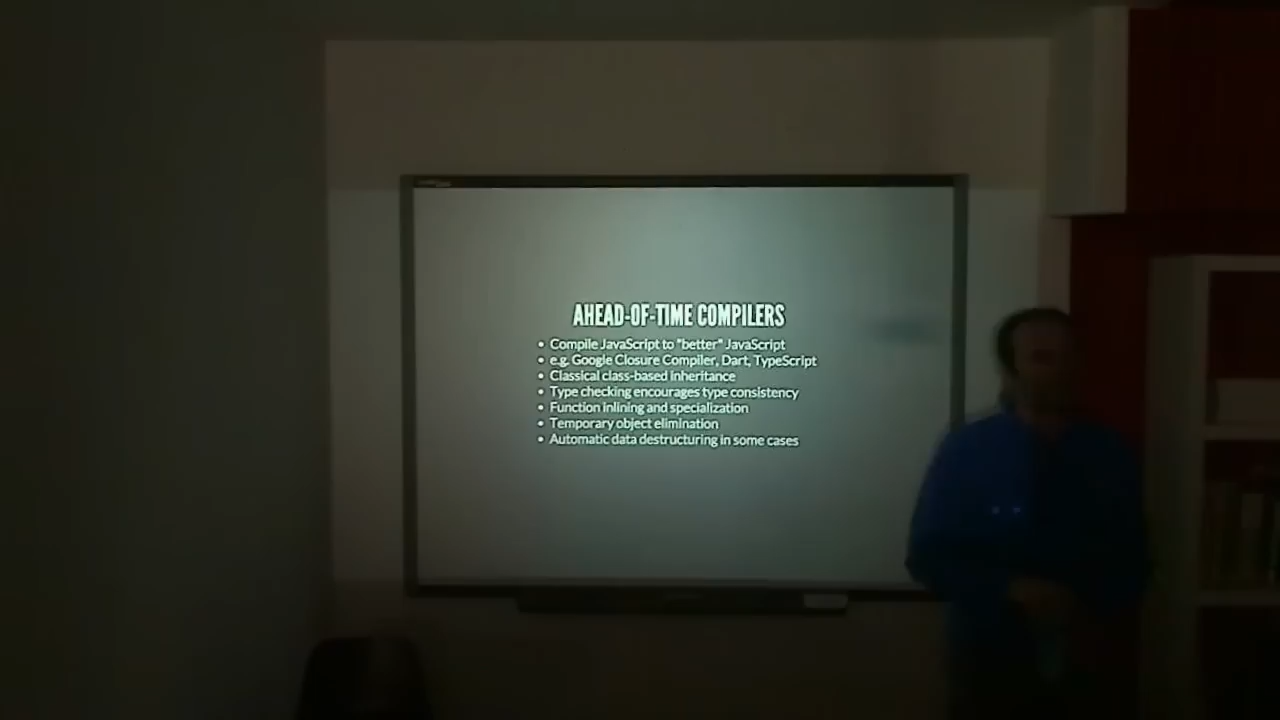 AHEAD-OF-TIME COMPILERS
• Compile JavaScript to "better" JavaScript
• e.g. Google Closure Compiler, Dart, TypeScript
• Classical class-based inheritance
• Type checking encourages type consistency
• Function inlining and specialization
• Temporary object elimination
• Automatic data destructuring in some cases